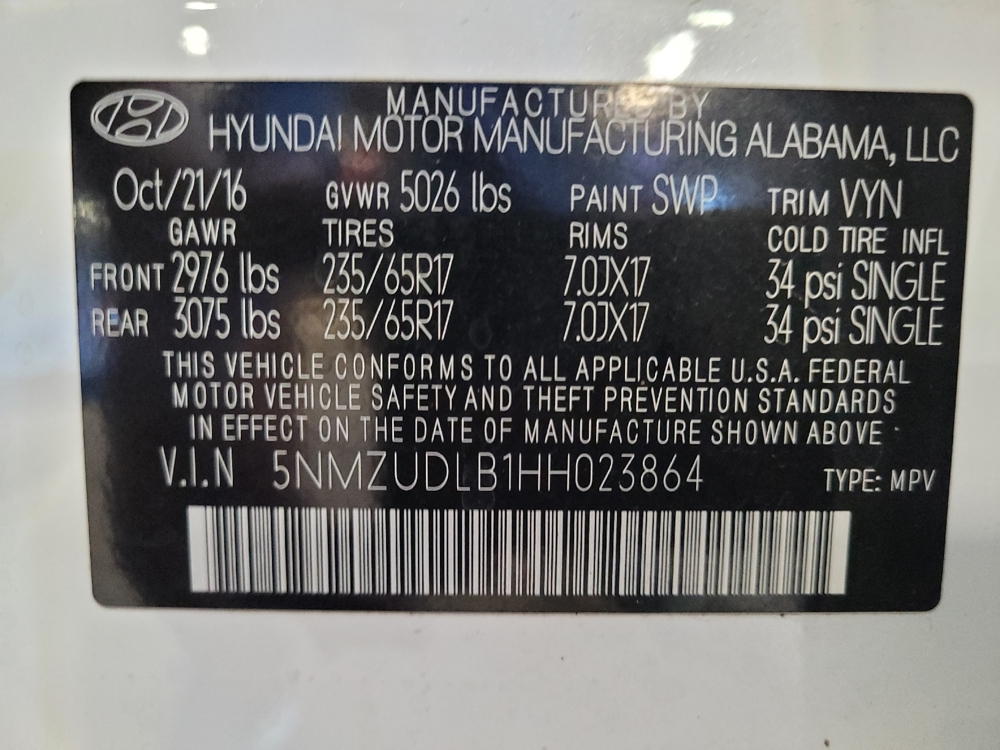 MANUFACTURED BY
HYUNDAI MOTOR MANUFACTURING ALABAMA, LLC
Oct/21/16 GVWR 5026 lbs PAINT SWP TRIM VYN
GAWR TIRES RIMS COLD TIRE INFL
FRONT 2976 lbs 235/65R17 7.0JX17 34 psi SINGLE
REAR 3075 lbs 235/65R17 7.0JX17 34 psi SINGLE
THIS VEHICLE CONFORMS TO ALL APPLICABLE U.S.A. FEDERAL
MOTOR VEHICLE SAFETY AND THEFT PREVENTION STANDARDS
IN EFFECT ON THE DATE OF MANUFACTURE SHOWN ABOVE
V.I.N 5NMZUDLB1HH023864 TYPE: MPV